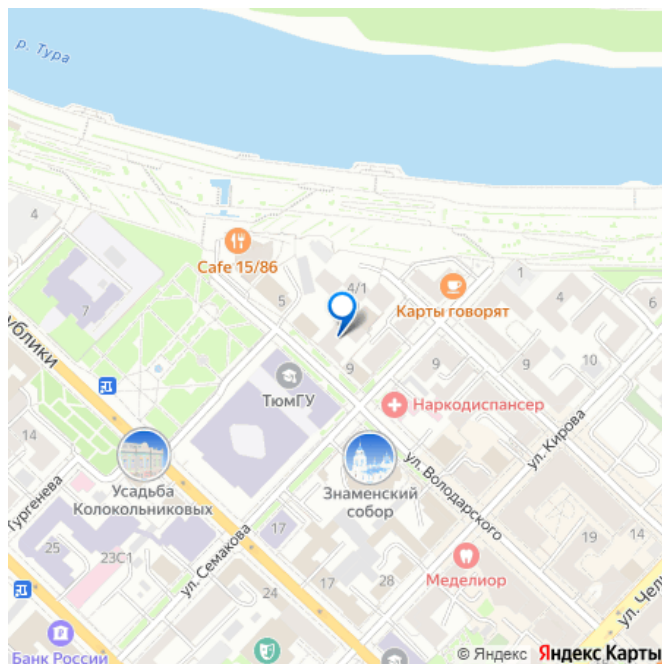 р. Тура
4
Cafe 15/86
5
4/1
1
4
6
Карты говорят
7
9
9
9
10
ублики
ТюмГУ
Наркодиспансер
ул. Кирова
14
Усадьба
Колокольниковых
Знаменский
собор
ул. Володарского
Тургенева
17
25
23С1
ул. Семакова
19
14
Меделиор
24
17
28
ул. Чел
Банк России
© Яндекс Яндекс Карты